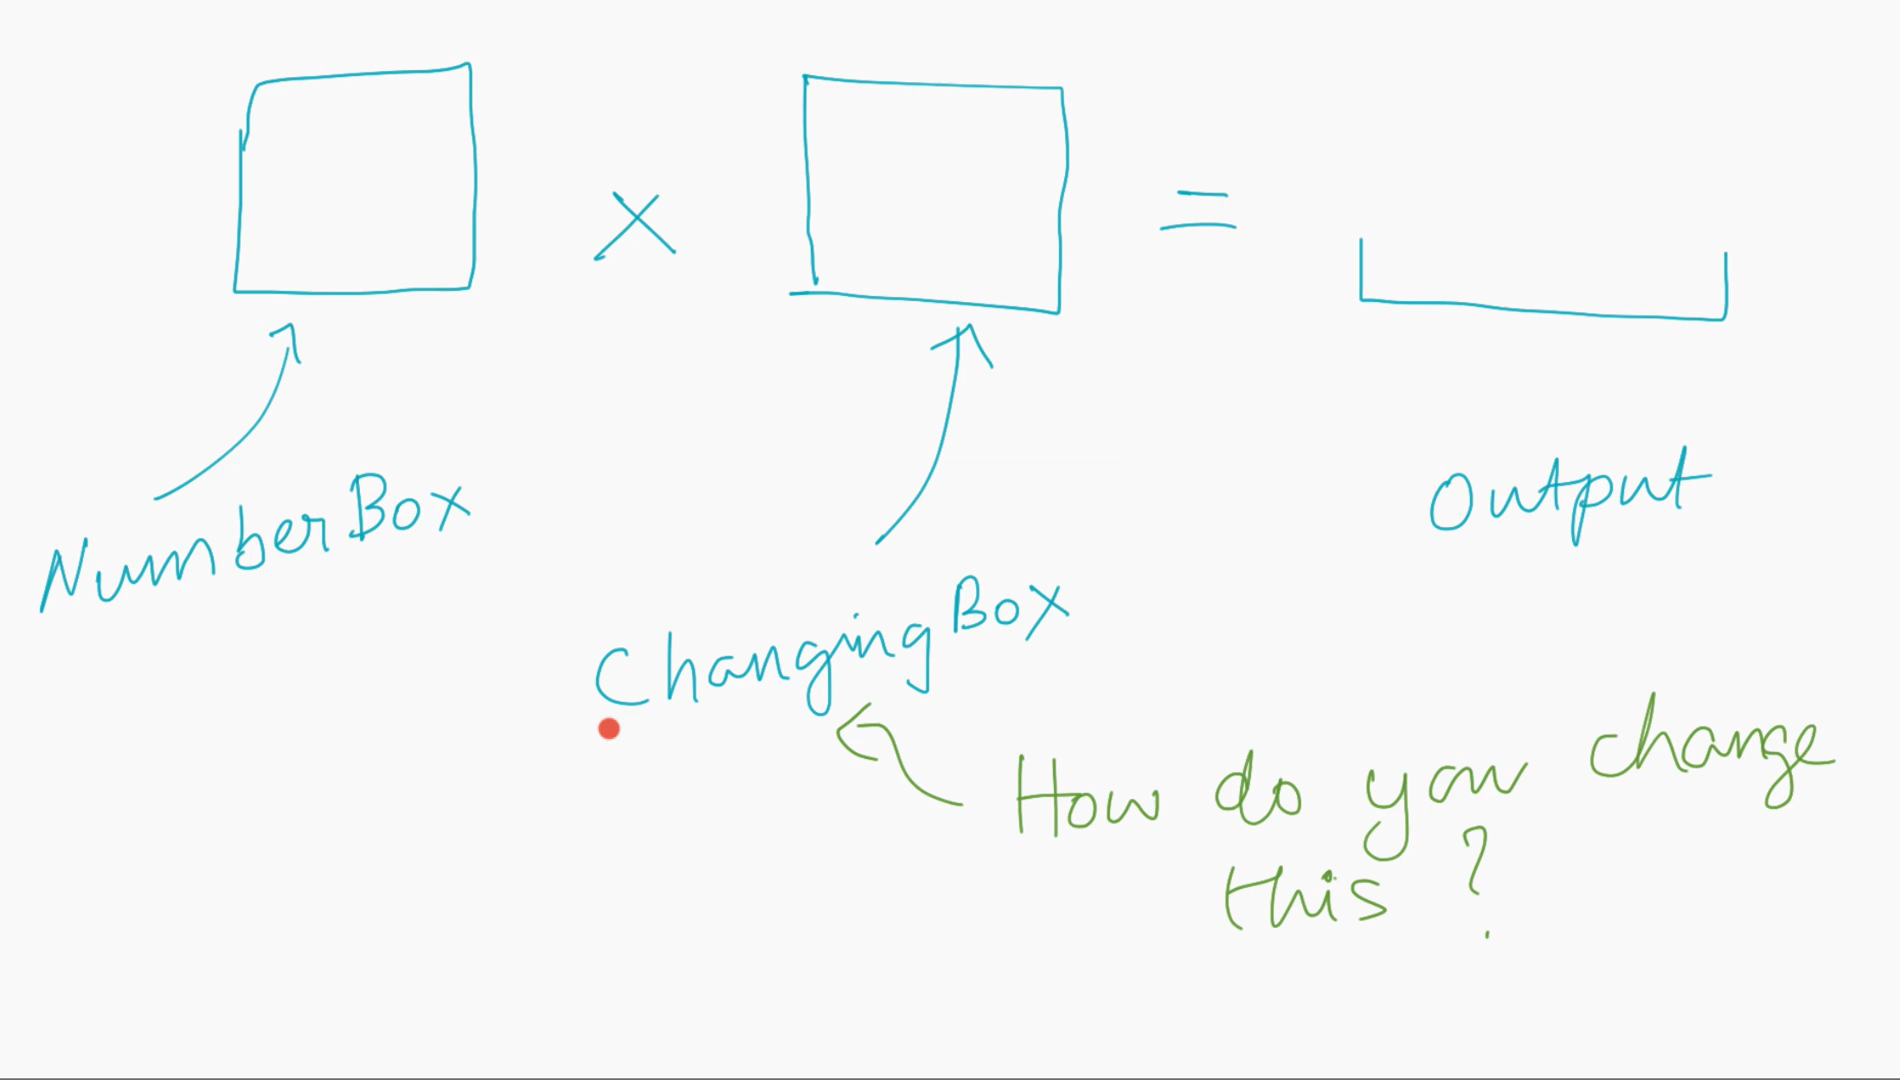 × =
NumberBox
Output
ChangingBox
How do you change
this?